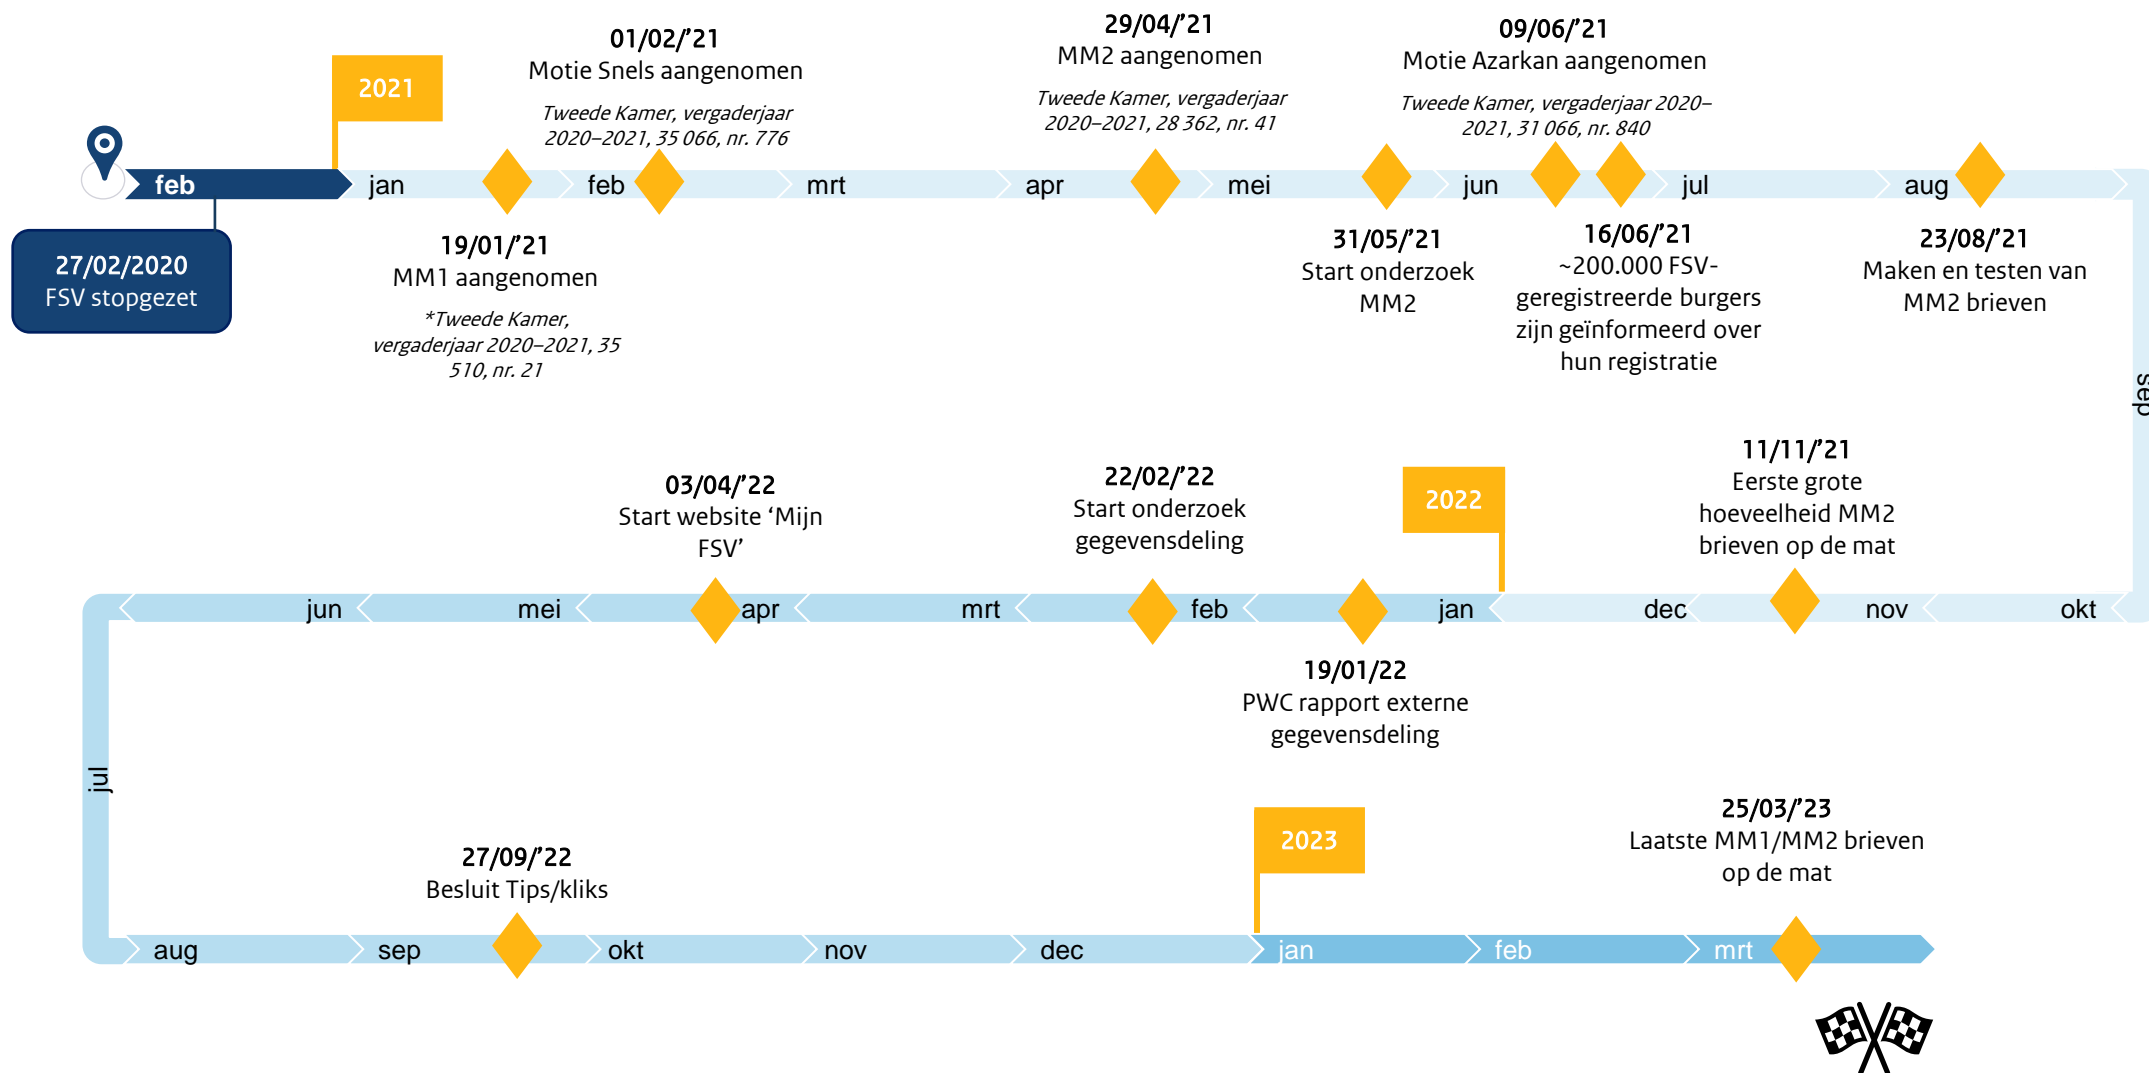 2021
01/02/'21
Motie Snels aangenomen
Tweede Kamer, vergaderjaar
2020–2021, 35 066, nr. 776
29/04/'21
MM2 aangenomen
Tweede Kamer, vergaderjaar
2020–2021, 28 362, nr. 41
09/06/'21
Motie Azarkan aangenomen
Tweede Kamer, vergaderjaar 2020–
2021, 31 066, nr. 840
feb
jan
feb
mrt
apr
mei
jun
jul
aug
27/02/2020
FSV stopgezet
19/01/'21
MM1 aangenomen
*Tweede Kamer,
vergaderjaar 2020–2021, 35
510, nr. 21
31/05/'21
Start onderzoek
MM2
16/06/'21
~200.000 FSV-
geregistreerde burgers
zijn geïnformeerd over
hun registratie
23/08/'21
Maken en testen van
MM2 brieven
sep
11/11/'21
Eerste grote
hoeveelheid MM2
brieven op de mat
2022
22/02/'22
Start onderzoek
gegevensdeling
03/04/'22
Start website ‘Mijn
FSV’
okt
nov
dec
jan
feb
mrt
apr
mei
jun
19/01/22
PWC rapport externe
gegevensdeling
jul
27/09/'22
Besluit Tips/kliks
2023
25/03/'23
Laatste MM1/MM2 brieven
op de mat
aug
sep
okt
nov
dec
jan
feb
mrt